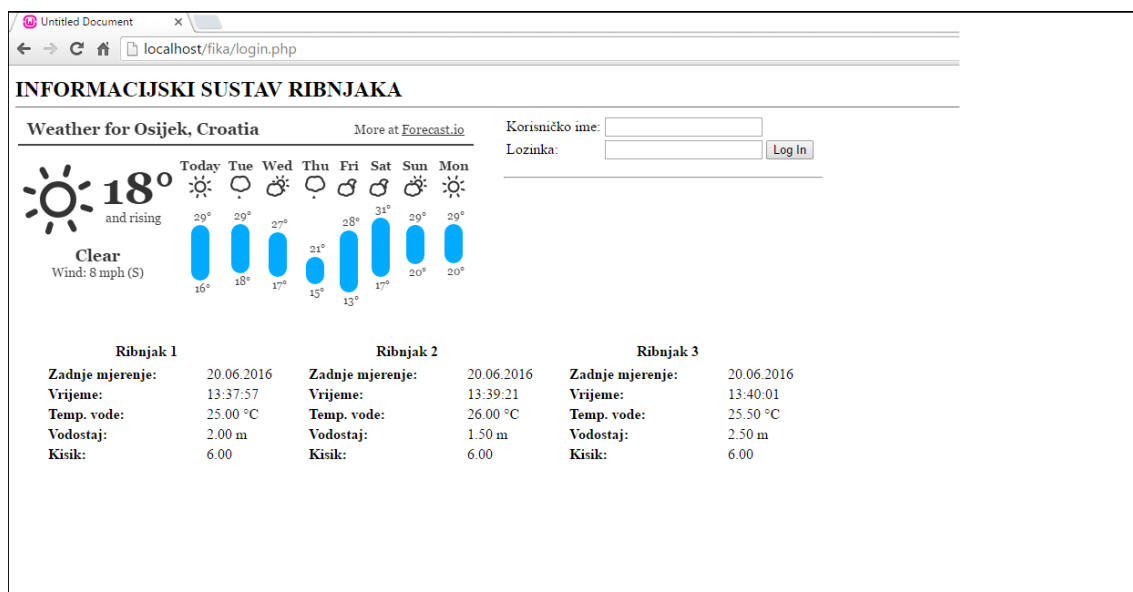 Untitled Document
localhost/fika/login.php
INFORMACIJSKI SUSTAV RIBNJAKA
Weather for Osijek, Croatia More at Forecast.io
18°
and rising
Clear
Wind: 8 mph (S)
Today Tue Wed Thu Fri Sat Sun Mon
29° 29° 27° 21° 28° 31° 29° 29°
16° 18° 17° 15° 13° 17° 20° 20°
Korisničko ime:
Lozinka: Log In
Ribnjak 1 Ribnjak 2 Ribnjak 3
Zadnje mjerenje: 20.06.2016 Zadnje mjerenje: 20.06.2016 Zadnje mjerenje: 20.06.2016
Vrijeme: 13:37:57 Vrijeme: 13:39:21 Vrijeme: 13:40:01
Temp. vode: 25.00 °C Temp. vode: 26.00 °C Temp. vode: 25.50 °C
Vodostaj: 2.00 m Vodostaj: 1.50 m Vodostaj: 2.50 m
Kisik: 6.00 Kisik: 6.00 Kisik: 6.00